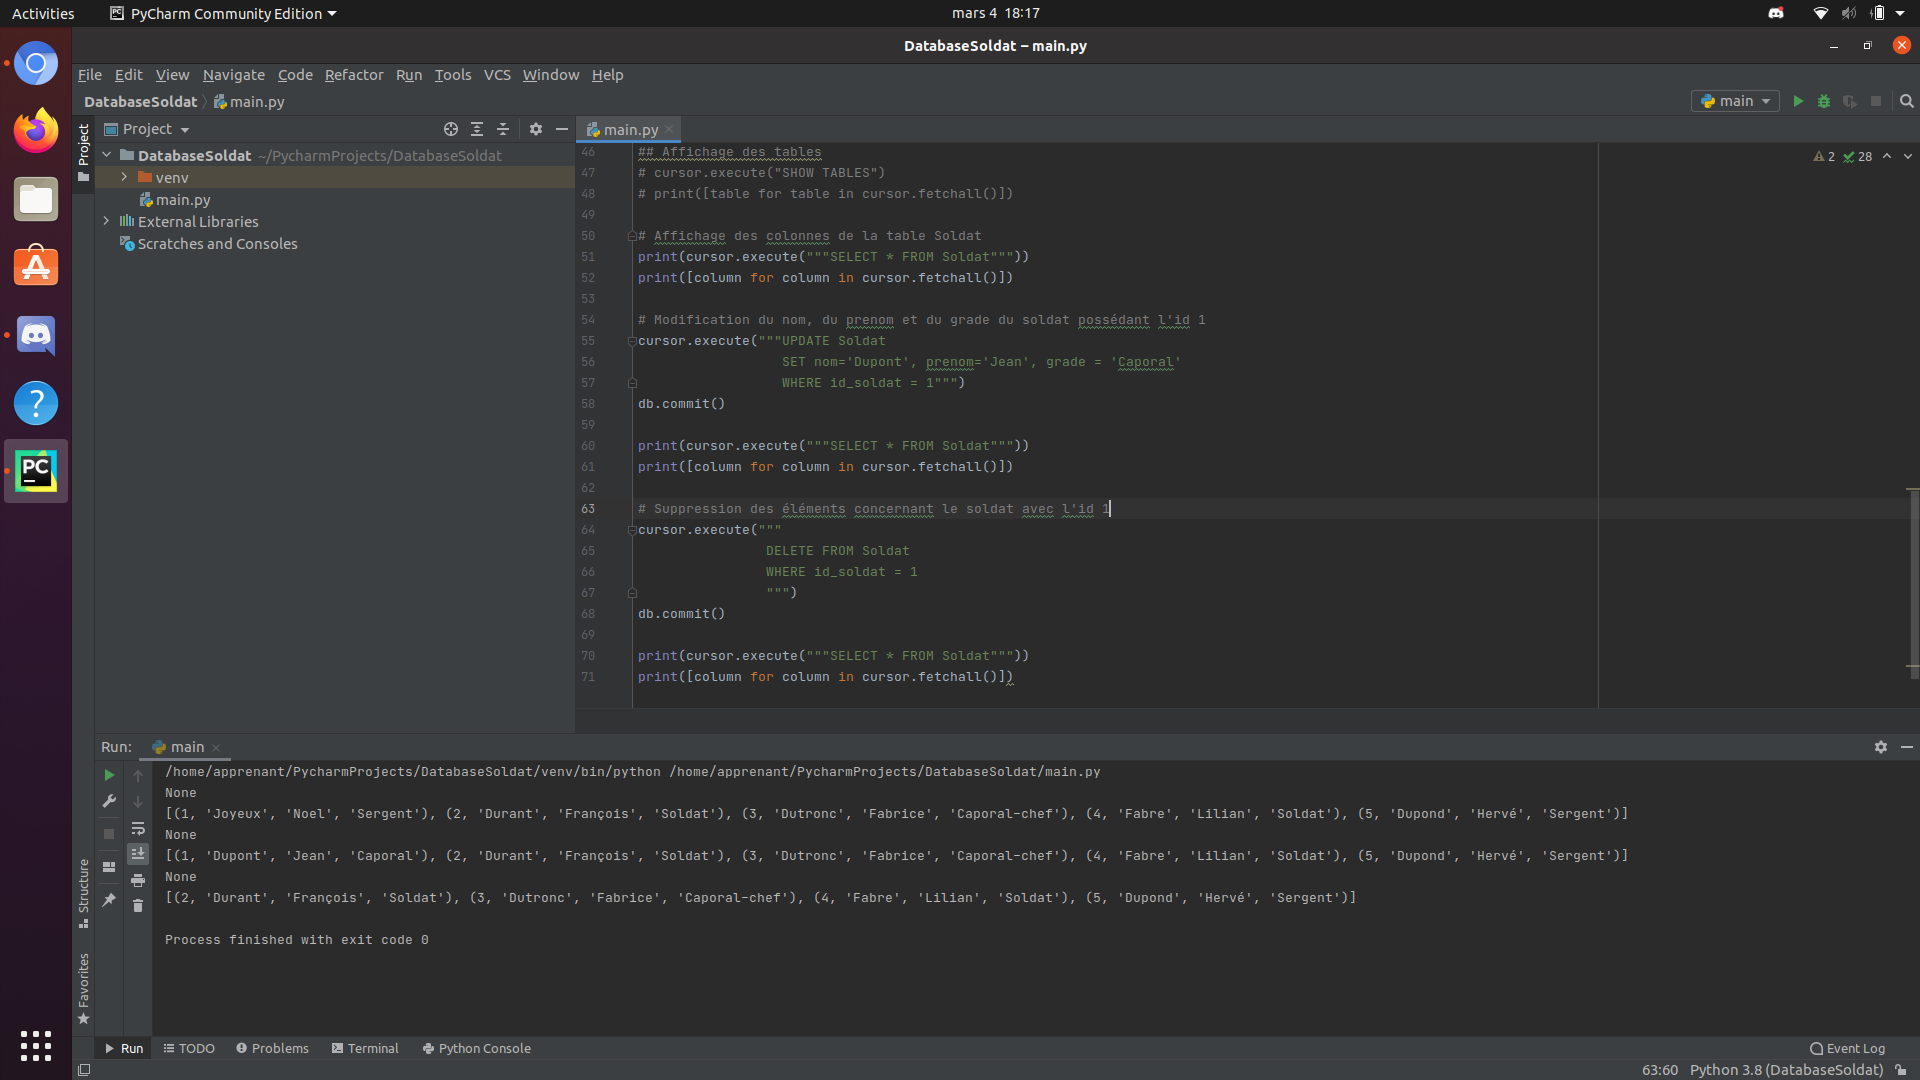 Activities PyCharm Community Edition mars 4 18:17
DatabaseSoldat – main.py
File Edit View Navigate Code Refactor Run Tools VCS Window Help
DatabaseSoldat main.py main
Project
Project
main.py
DatabaseSoldat ~/PycharmProjects/DatabaseSoldat
venv
main.py
External Libraries
Scratches and Consoles
2 28
46 ## Affichage des tables
47 # cursor.execute("SHOW TABLES")
48 # print([table for table in cursor.fetchall()])
49
50 # Affichage des colonnes de la table Soldat
51 print(cursor.execute("""SELECT * FROM Soldat"""))
52 print([column for column in cursor.fetchall()])
53
54 # Modification du nom, du prenom et du grade du soldat possédant l'id 1
55 cursor.execute("""UPDATE Soldat
56 SET nom='Dupont', prenom='Jean', grade = 'Caporal'
57 WHERE id_soldat = 1""")
58 db.commit()
59
60 print(cursor.execute("""SELECT * FROM Soldat"""))
61 print([column for column in cursor.fetchall()])
62
63 # Suppression des éléments concernant le soldat avec l'id 1
64 cursor.execute("""
65 DELETE FROM Soldat
66 WHERE id_soldat = 1
67 """)
68 db.commit()
69
70 print(cursor.execute("""SELECT * FROM Soldat"""))
71 print([column for column in cursor.fetchall()])
Run: main
/home/apprenant/PycharmProjects/DatabaseSoldat/venv/bin/python /home/apprenant/PycharmProjects/DatabaseSoldat/main.py
None
[(1, 'Joyeux', 'Noel', 'Sergent'), (2, 'Durant', 'François', 'Soldat'), (3, 'Dutronc', 'Fabrice', 'Caporal-chef'), (4, 'Fabre', 'Lilian', 'Soldat'), (5, 'Dupond', 'Hervé', 'Sergent')]
None
[(1, 'Dupont', 'Jean', 'Caporal'), (2, 'Durant', 'François', 'Soldat'), (3, 'Dutronc', 'Fabrice', 'Caporal-chef'), (4, 'Fabre', 'Lilian', 'Soldat'), (5, 'Dupond', 'Hervé', 'Sergent')]
None
[(2, 'Durant', 'François', 'Soldat'), (3, 'Dutronc', 'Fabrice', 'Caporal-chef'), (4, 'Fabre', 'Lilian', 'Soldat'), (5, 'Dupond', 'Hervé', 'Sergent')]
Process finished with exit code 0
Structure
Favorites
Run TODO Problems Terminal Python Console Event Log
63:60 Python 3.8 (DatabaseSoldat)